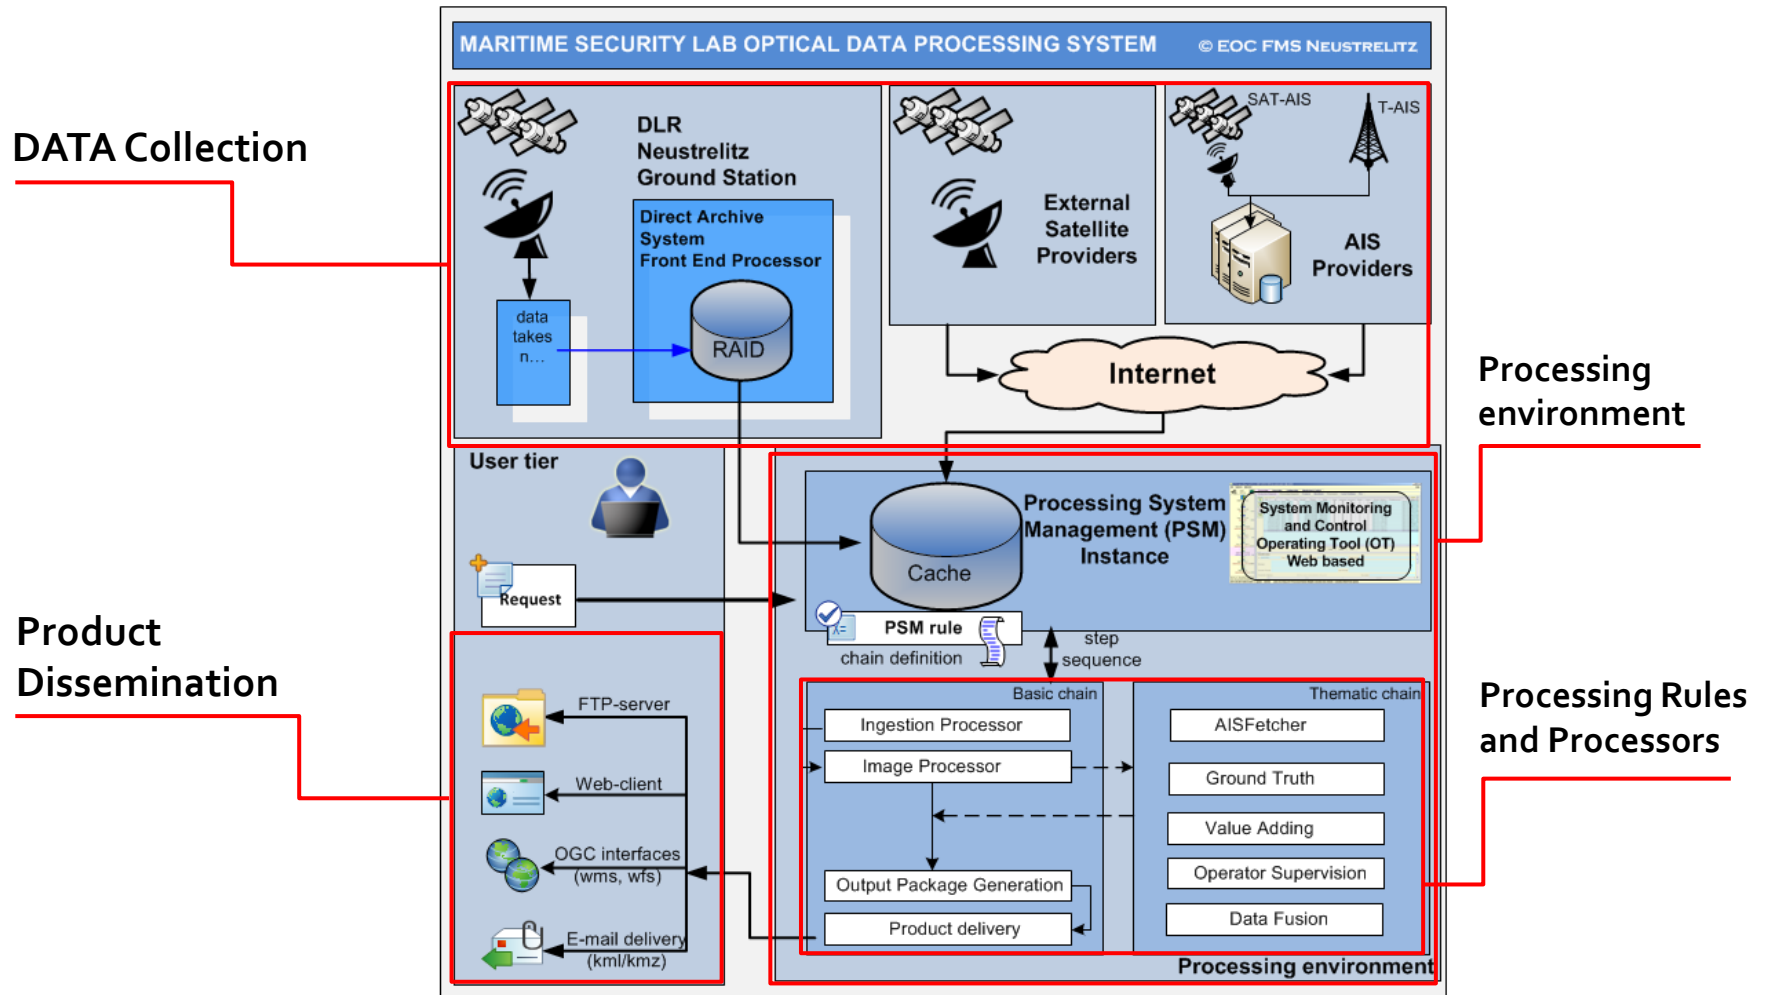 MARITIME SECURITY LAB OPTICAL DATA PROCESSING SYSTEM © EOC FMS NEUSTRELITZ
DATA Collection
DLR
Neustrelitz
Ground Station
Direct Archive
System
Front End Processor
data
takes
n...
RAID
External
Satellite
Providers
SAT-AIS
T-AIS
AIS
Providers
Internet
Processing
environment
User tier
Request
Processing System
Management (PSM)
Instance
Cache
System Monitoring
and Control
Operating Tool (OT)
Web based
PSM rule
chain definition
step
sequence
Product
Dissemination
FTP-server
Web-client
OGC interfaces
(wms, wfs)
E-mail delivery
(kml/kmz)
Basic chain
Ingestion Processor
Image Processor
Output Package Generation
Product delivery
Thematic chain
AISFetcher
Ground Truth
Value Adding
Operator Supervision
Data Fusion
Processing environment
Processing Rules
and Processors